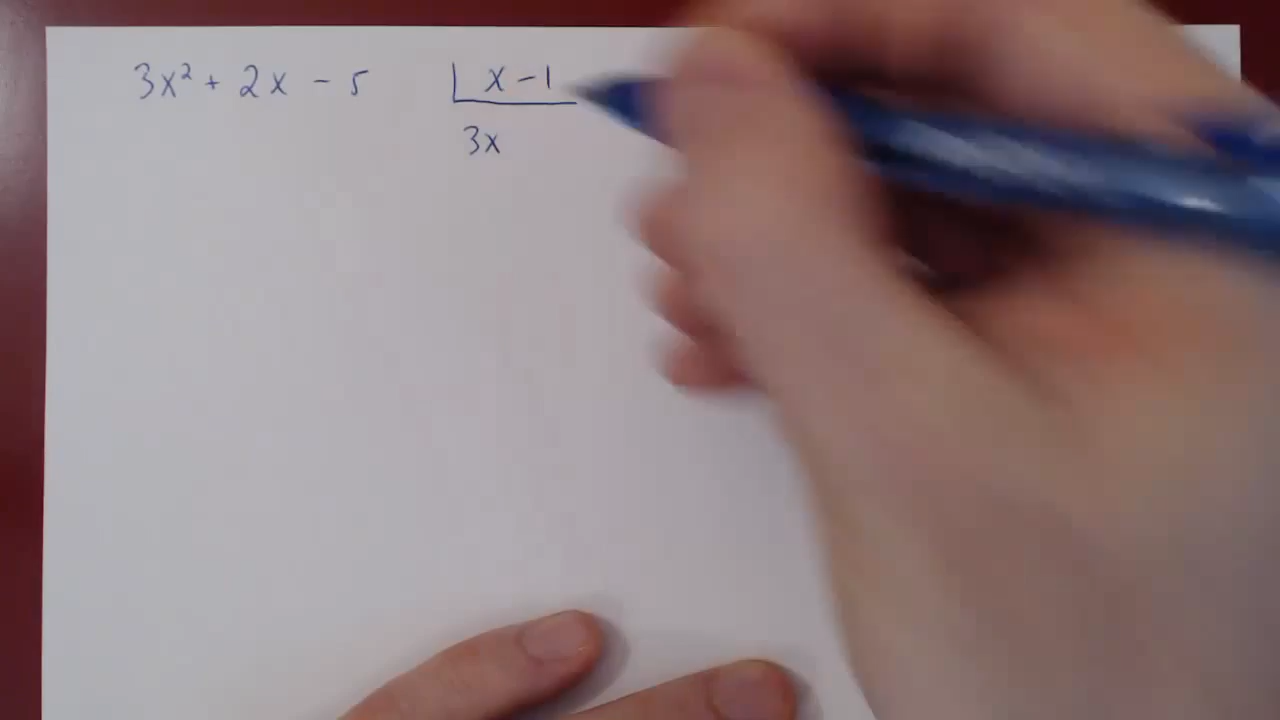 3x² + 2x - 5 |x - 1
3x